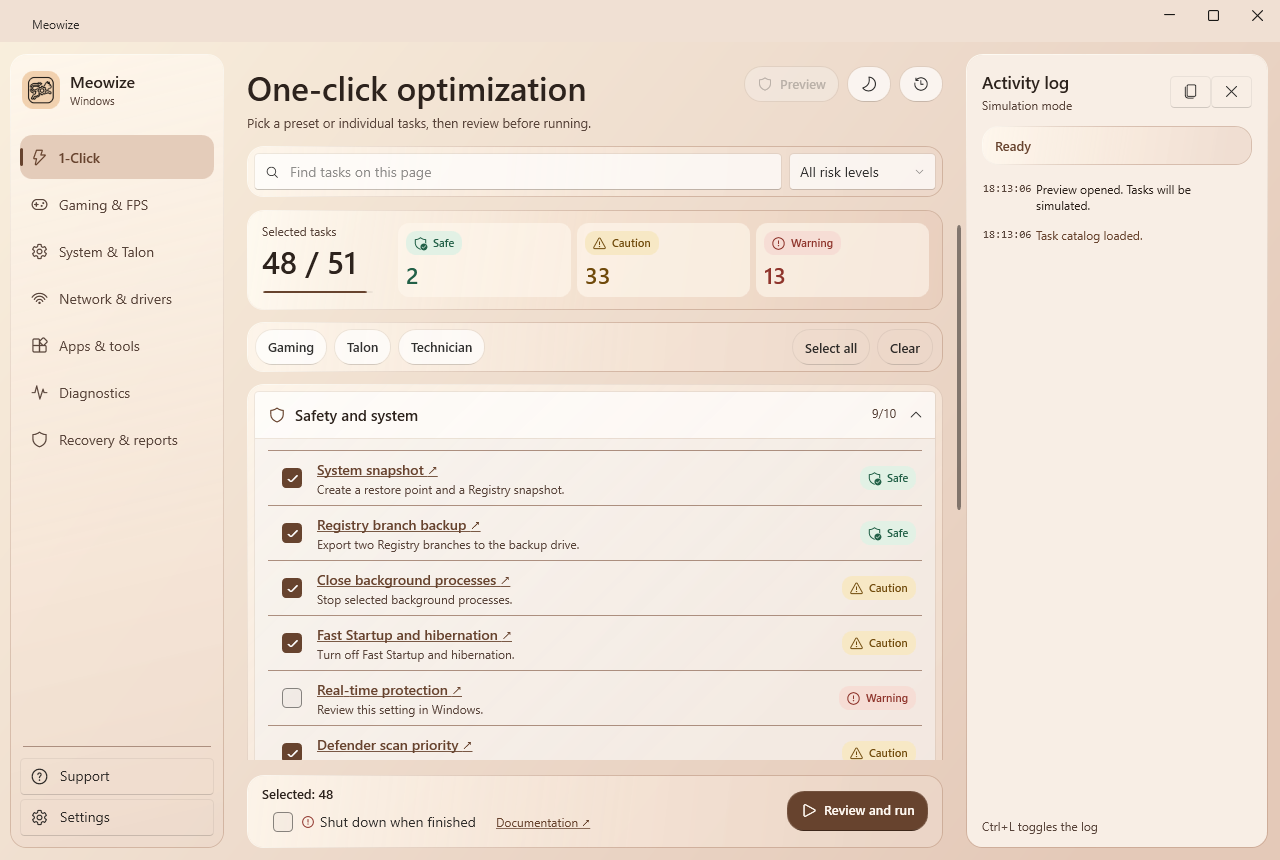 Meowize
Meowize
Windows
1-Click
Gaming & FPS
System & Talon
Network & drivers
Apps & tools
Diagnostics
Recovery & reports
Support
Settings
One-click optimization
Pick a preset or individual tasks, then review before running.
Preview
Find tasks on this page
All risk levels
Selected tasks
48 / 51
Safe
2
Caution
33
Warning
13
Gaming
Talon
Technician
Select all
Clear
Safety and system
9/10
System snapshot ↗
Create a restore point and a Registry snapshot.
Safe
Registry branch backup ↗
Export two Registry branches to the backup drive.
Safe
Close background processes ↗
Stop selected background processes.
Caution
Fast Startup and hibernation ↗
Turn off Fast Startup and hibernation.
Caution
Real-time protection ↗
Review this setting in Windows.
Warning
Defender scan priority ↗
Caution
Selected: 48
Shut down when finished
Documentation ↗
Review and run
Activity log
Simulation mode
Ready
18:13:06 Preview opened. Tasks will be
simulated.
18:13:06 Task catalog loaded.
Ctrl+L toggles the log